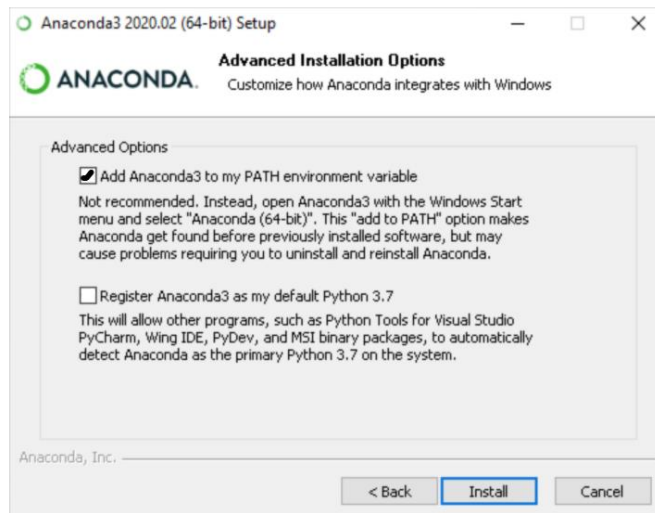 Anaconda3 2020.02 (64-bit) Setup
ANACONDA.
Advanced Installation Options
Customize how Anaconda integrates with Windows
Advanced Options
Add Anaconda3 to my PATH environment variable
Not recommended. Instead, open Anaconda3 with the Windows Start
menu and select "Anaconda (64-bit)". This "add to PATH" option makes
Anaconda get found before previously installed software, but may
cause problems requiring you to uninstall and reinstall Anaconda.
Register Anaconda3 as my default Python 3.7
This will allow other programs, such as Python Tools for Visual Studio
PyCharm, Wing IDE, PyDev, and MSI binary packages, to automatically
detect Anaconda as the primary Python 3.7 on the system.
Anaconda, Inc.
< Back Install Cancel